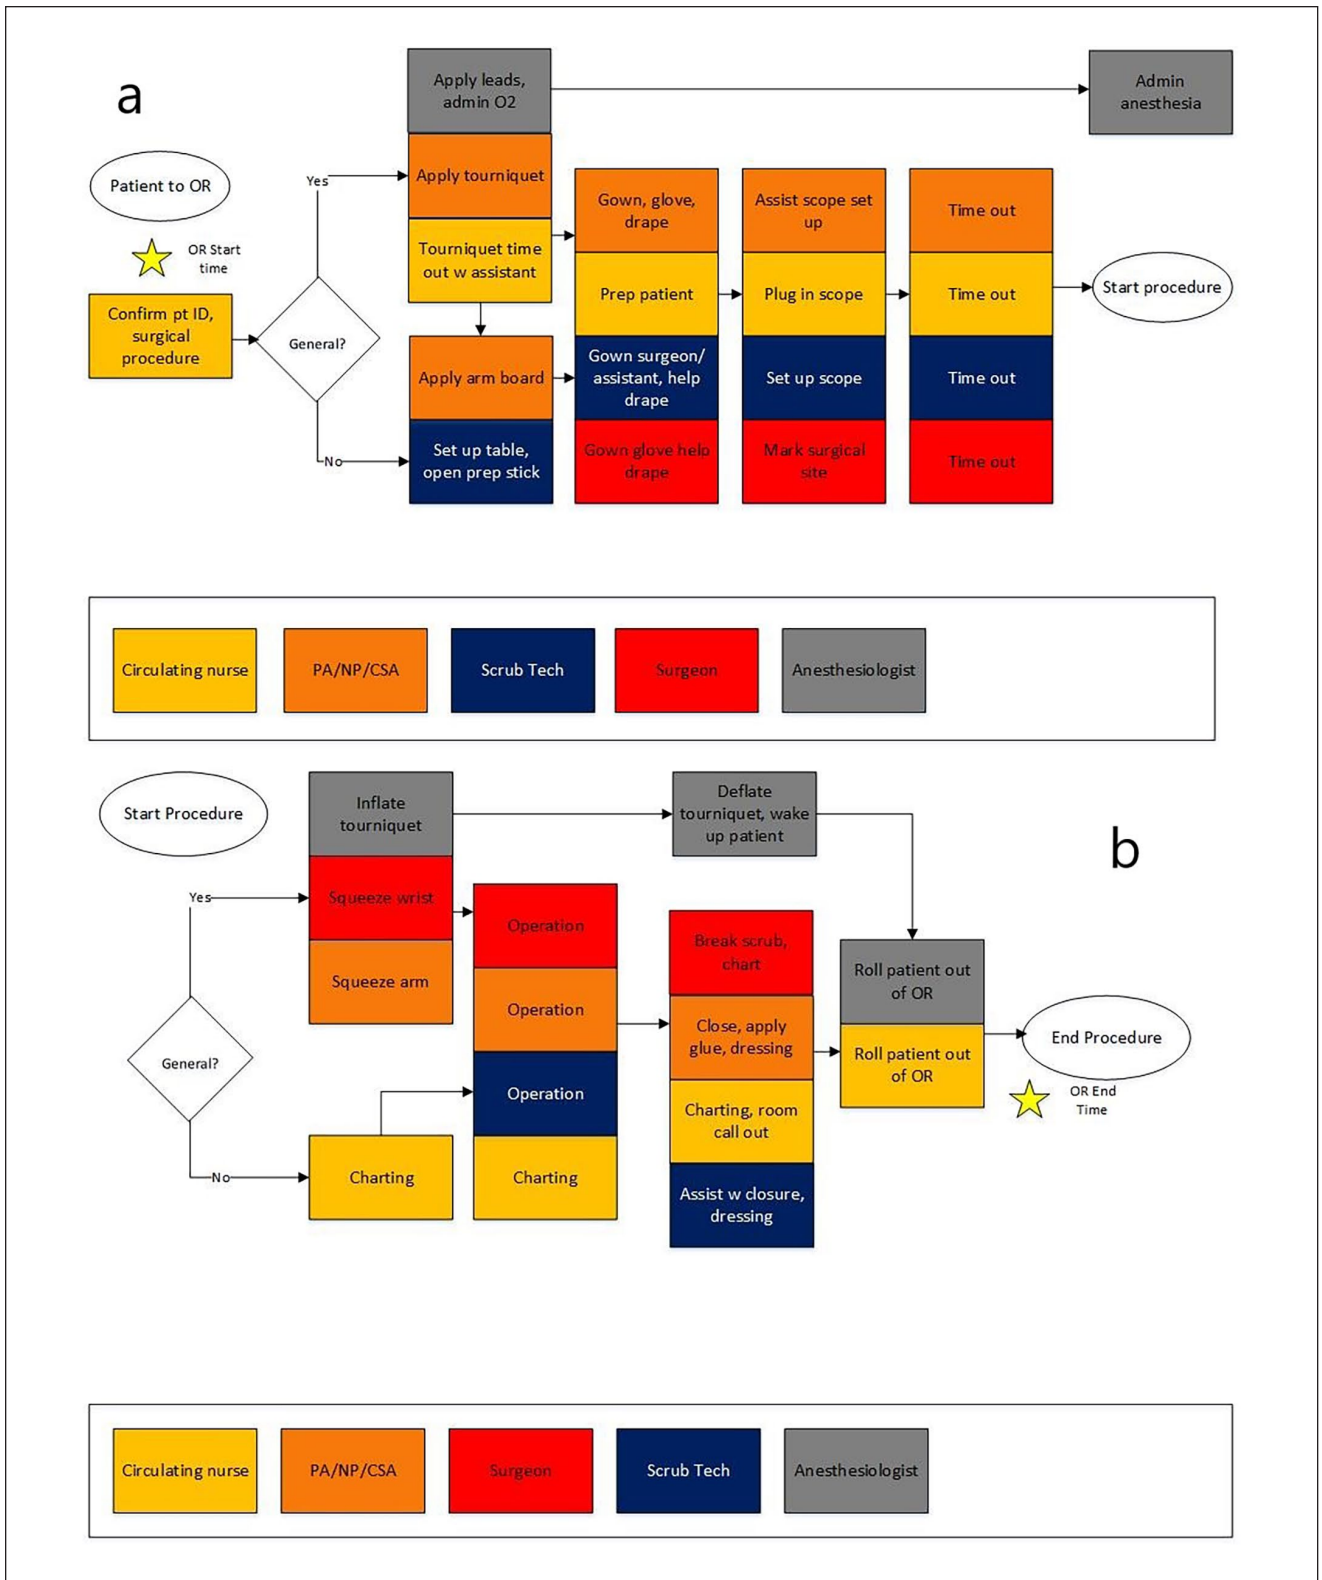 a
Patient to OR
OR Start
time
Confirm pt ID,
surgical
procedure
General?
Yes
No
Apply leads,
admin O2
Apply tourniquet
Tourniquet time
out w assistant
Apply arm board
Set up table,
open prep stick
Gown, glove,
drape
Prep patient
Gown surgeon/
assistant, help
drape
Gown glove help
drape
Assist scope set
up
Plug in scope
Set up scope
Mark surgical
site
Time out
Time out
Time out
Time out
Admin
anesthesia
Start procedure
Circulating nurse
PA/NP/CSA
Scrub Tech
Surgeon
Anesthesiologist
b
Start Procedure
General?
Yes
No
Inflate
tourniquet
Squeeze wrist
Squeeze arm
Charting
Operation
Operation
Operation
Charting
Deflate
tourniquet, wake
up patient
Break scrub,
chart
Close, apply
glue, dressing
Charting, room
call out
Assist w closure,
dressing
Roll patient out
of OR
Roll patient out
of OR
End Procedure
OR End
Time
Circulating nurse
PA/NP/CSA
Surgeon
Scrub Tech
Anesthesiologist